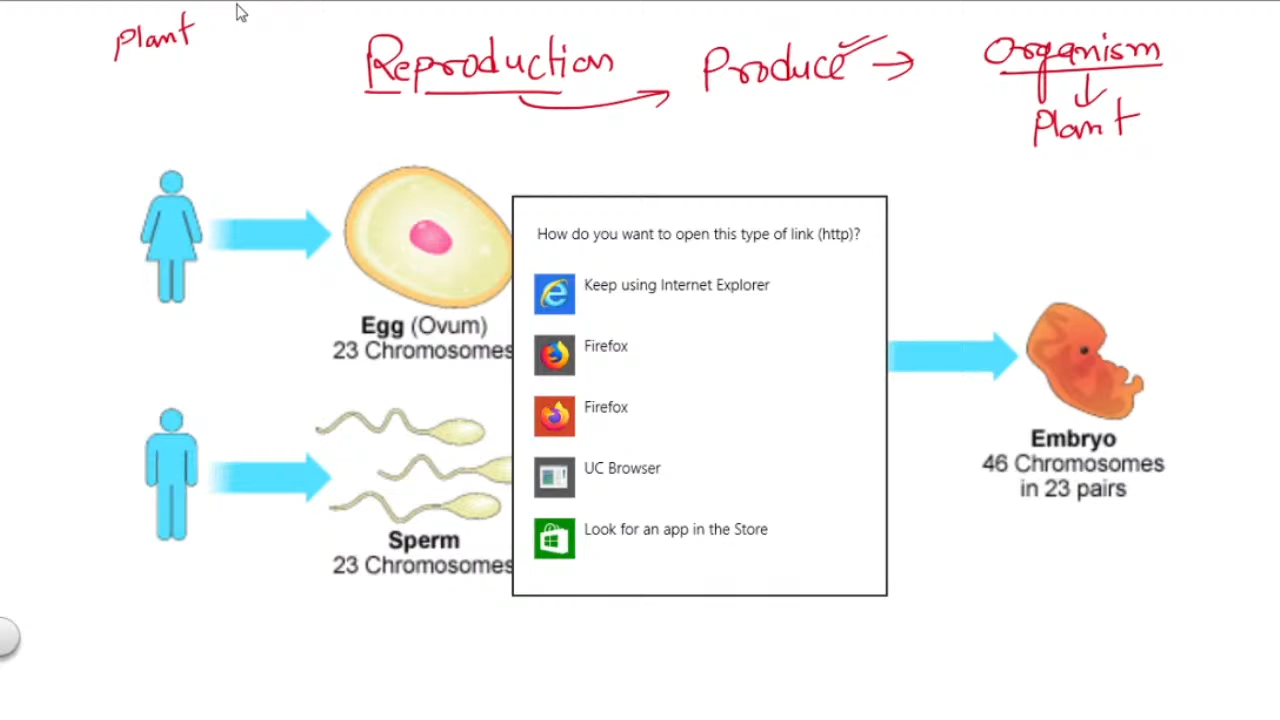 Plant
Reproduction Produce → Organism
Plant
How do you want to open this type of link (http)?
Keep using Internet Explorer
Firefox
Firefox
UC Browser
Look for an app in the Store
Egg (Ovum)
23 Chromosomes
Sperm
23 Chromosomes
Embryo
46 Chromosomes
in 23 pairs